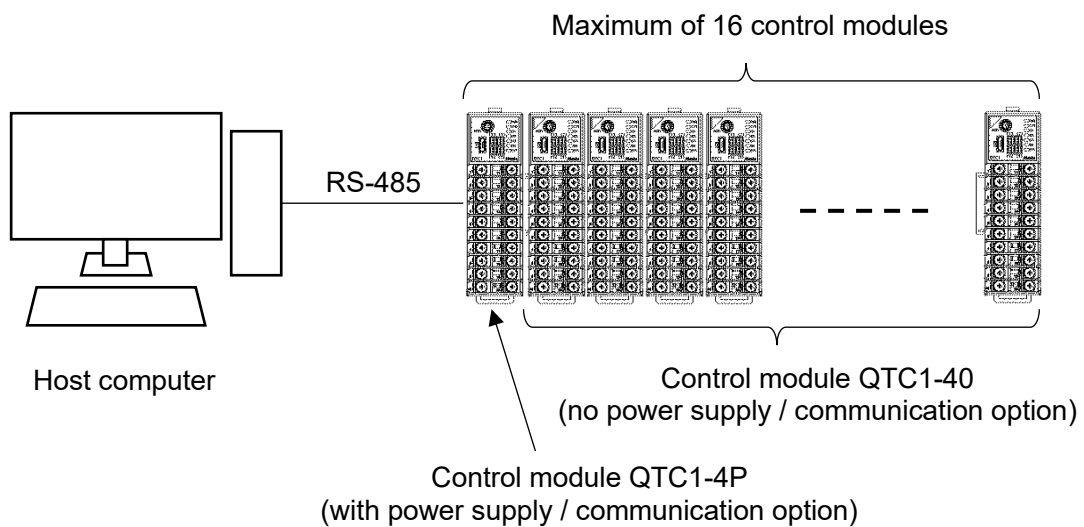 Maximum of 16 control modules
RS-485
Host computer
Control module QTC1-40
(no power supply / communication option)
Control module QTC1-4P
(with power supply / communication option)